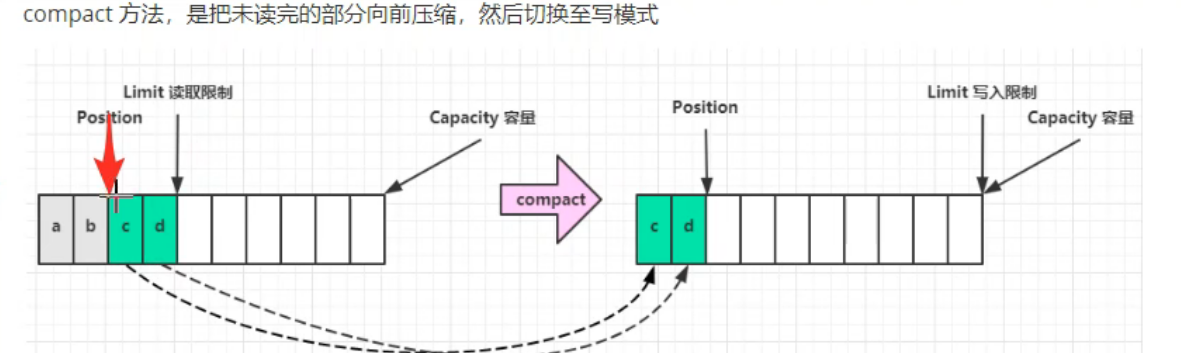 compact 方法，是把未读完的部分向前压缩，然后切换至写模式
Limit 读取限制
Position
Capacity 容量
Position
Limit 写入限制
Capacity 容量
a b c d
compact
c d